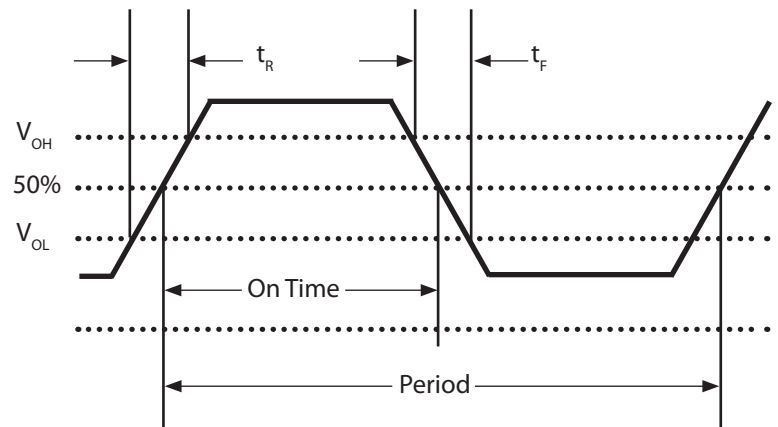 t_R
t_F
V_OH
50%
V_OL
On Time
Period